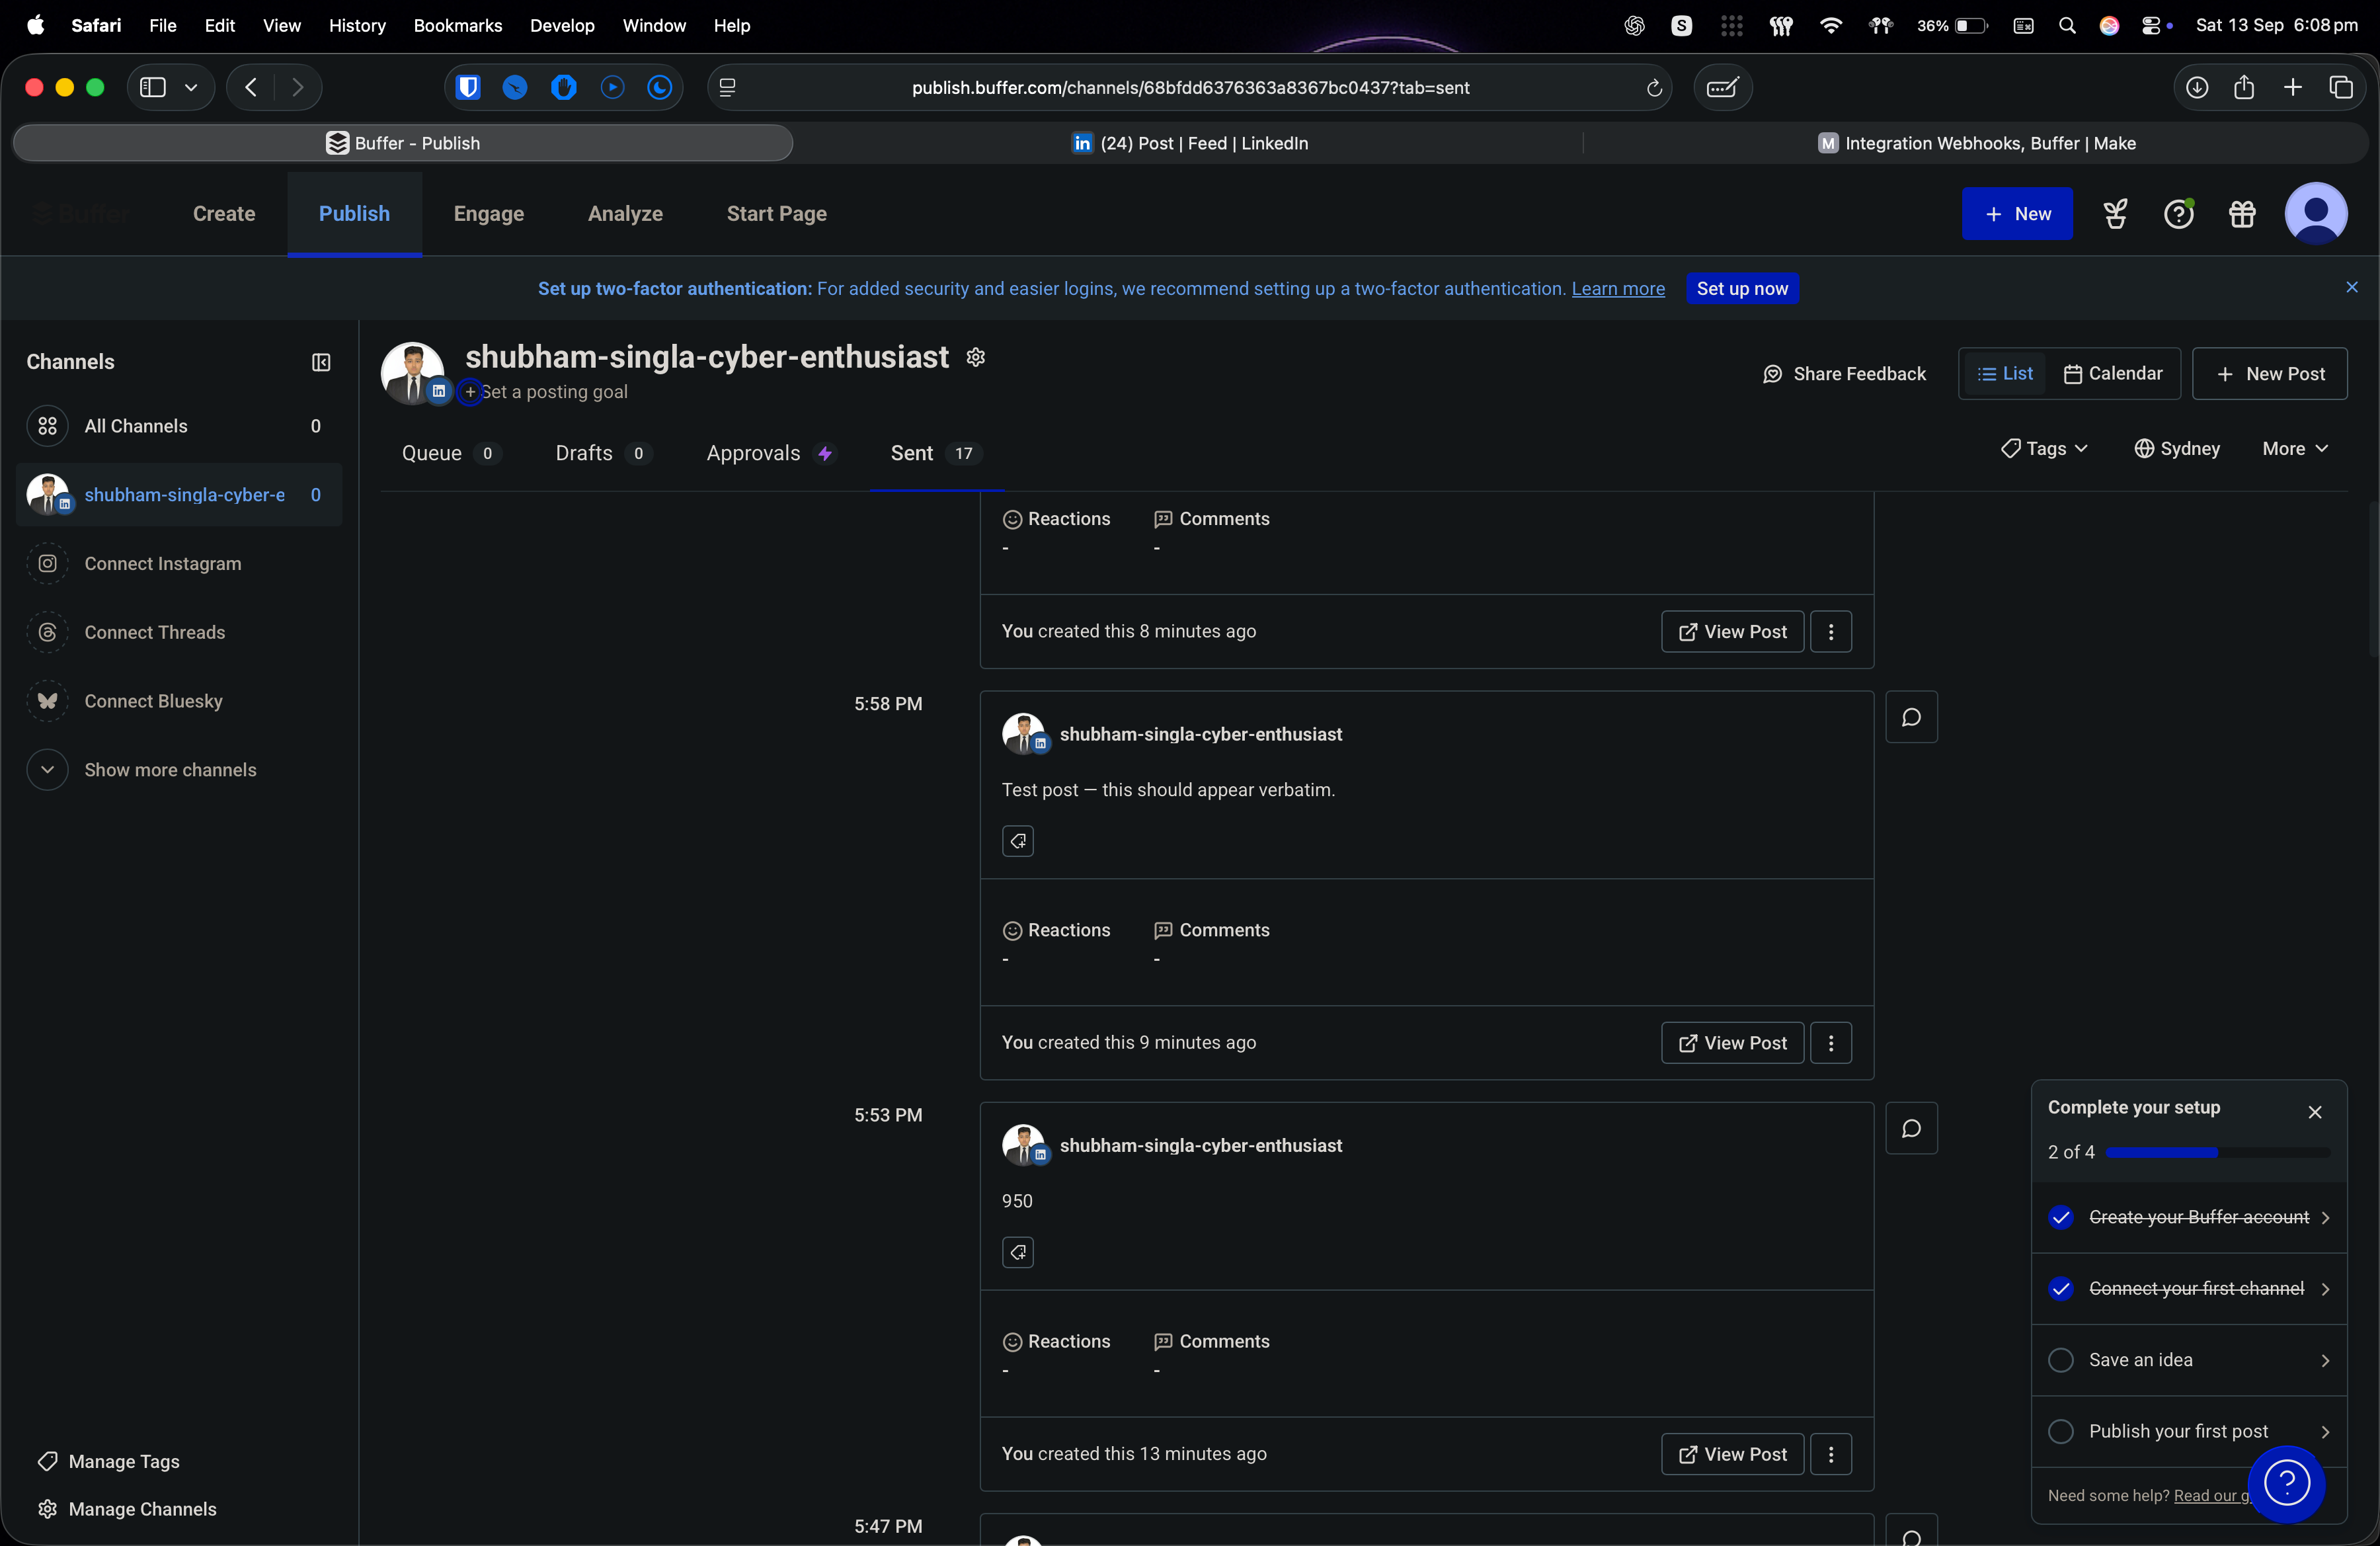 Safari File Edit View History Bookmarks Develop Window Help
36% Sat 13 Sep 6:08 pm
publish.buffer.com/channels/68bfdd6376363a8367bc0437?tab=sent
Buffer - Publish
(24) Post | Feed | LinkedIn
Integration Webhooks, Buffer | Make
Buffer
Create Publish Engage Analyze Start Page
+ New
Set up two-factor authentication: For added security and easier logins, we recommend setting up a two-factor authentication. Learn more Set up now
Channels
All Channels 0
shubham-singla-cyber-e 0
Connect Instagram
Connect Threads
Connect Bluesky
Show more channels
Manage Tags
Manage Channels
shubham-singla-cyber-enthusiast
Set a posting goal
Share Feedback List Calendar + New Post
Queue 0 Drafts 0 Approvals Sent 17
Tags Sydney More
Reactions Comments
- -
You created this 8 minutes ago View Post
5:58 PM
shubham-singla-cyber-enthusiast
Test post — this should appear verbatim.
Reactions Comments
- -
You created this 9 minutes ago View Post
5:53 PM
shubham-singla-cyber-enthusiast
950
Reactions Comments
- -
You created this 13 minutes ago View Post
5:47 PM
Complete your setup
2 of 4
Create your Buffer account
Connect your first channel
Save an idea
Publish your first post
Need some help? Read our g